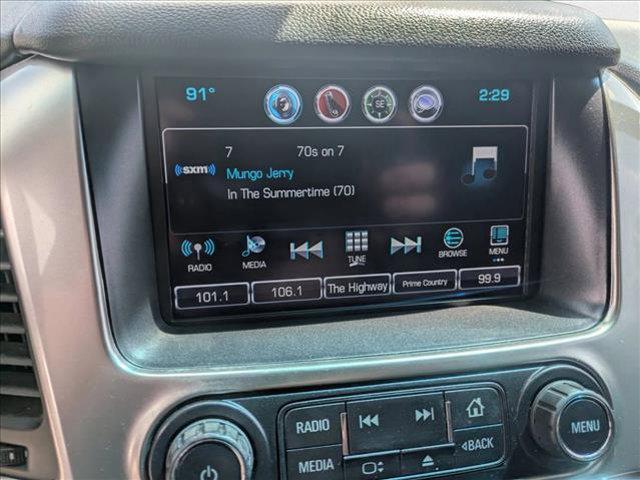 91° SE 2:29
7 70s on 7
((sxm)) Mungo Jerry
In The Summertime (70)
RADIO MEDIA TUNE BROWSE MENU
101.1 106.1 The Highway Prime Country 99.9
RADIO
MEDIA BACK
MENU